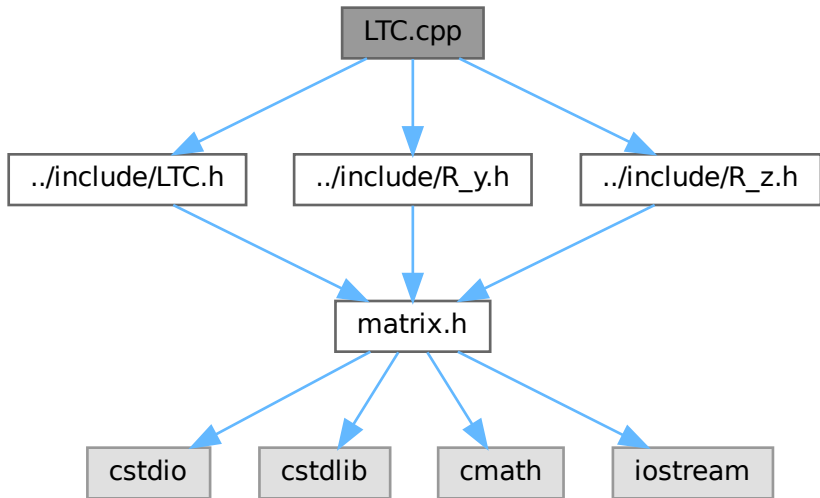 LTC.cpp
../include/LTC.h
../include/R_y.h
../include/R_z.h
matrix.h
cstdio
cstdlib
cmath
iostream